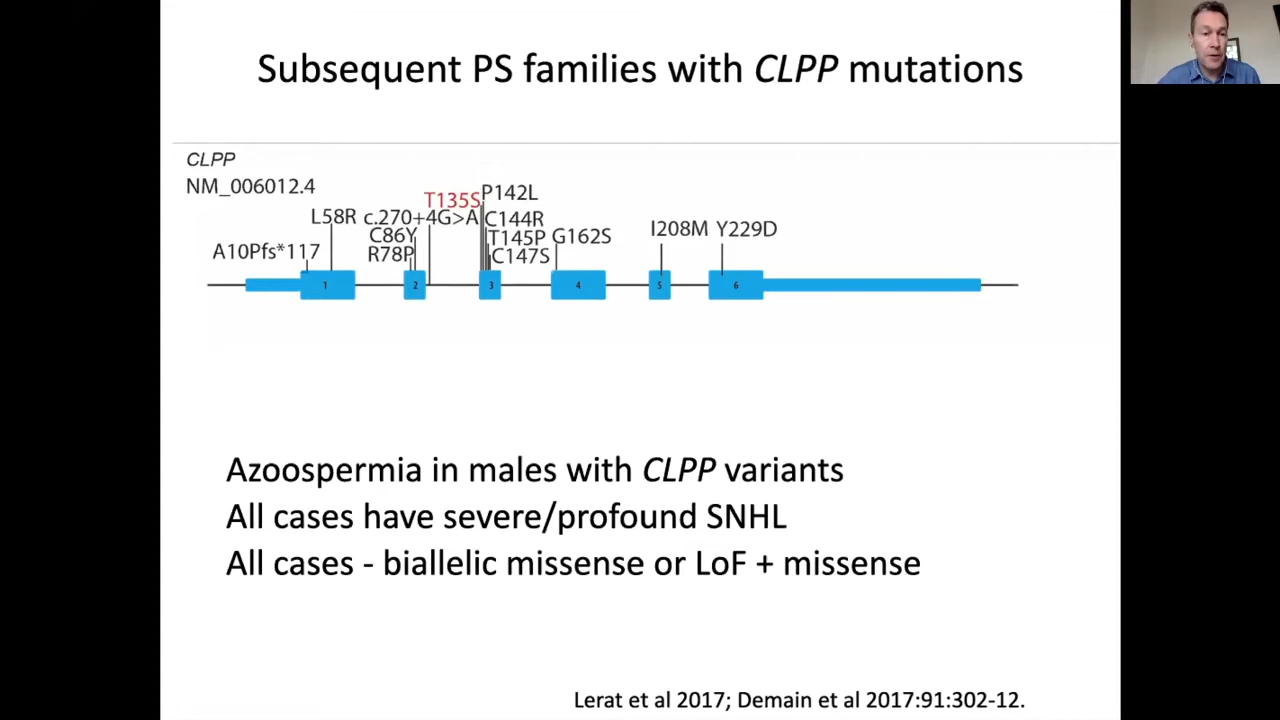 Subsequent PS families with CLPP mutations
CLPP
NM_006012.4
T135S P142L
L58R c.270+4G>A C144R
C86Y T145P G162S I208M Y229D
A10Pfs*117 R78P C147S
1 2 3 4 5 6
Azoospermia in males with CLPP variants
All cases have severe/profound SNHL
All cases - biallelic missense or LoF + missense
Lerat et al 2017; Demain et al 2017:91:302-12.